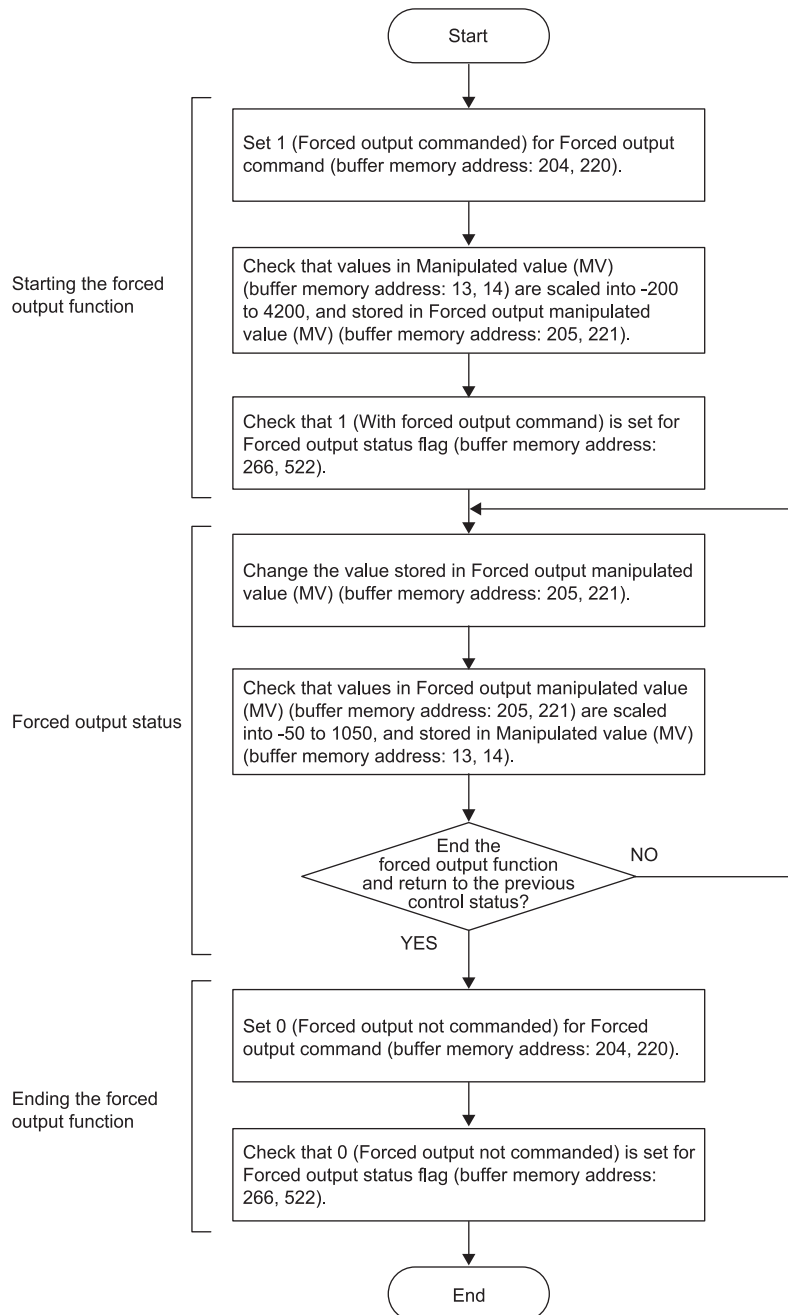 Start
Set 1 (Forced output commanded) for Forced output
command (buffer memory address: 204, 220).
Starting the forced
output function
Check that values in Manipulated value (MV)
(buffer memory address: 13, 14) are scaled into -200
to 4200, and stored in Forced output manipulated
value (MV) (buffer memory address: 205, 221).
Check that 1 (With forced output command) is set for
Forced output status flag (buffer memory address:
266, 522).
Change the value stored in Forced output manipulated
value (MV) (buffer memory address: 205, 221).
Forced output status
Check that values in Forced output manipulated value
(MV) (buffer memory address: 205, 221) are scaled
into -50 to 1050, and stored in Manipulated value (MV)
(buffer memory address: 13, 14).
End the
forced output function
and return to the previous
control status?
NO
YES
Set 0 (Forced output not commanded) for Forced
output command (buffer memory address: 204, 220).
Ending the forced
output function
Check that 0 (Forced output not commanded) is set for
Forced output status flag (buffer memory address:
266, 522).
End